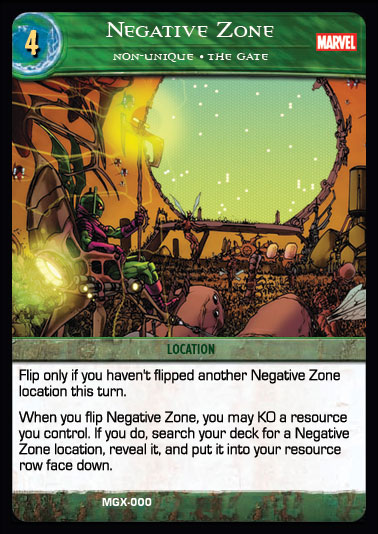 4
Negative Zone
MARVEL
Non-Unique • The Gate
LOCATION
Flip only if you haven't flipped another Negative Zone
location this turn.
When you flip Negative Zone, you may KO a resource
you control. If you do, search your deck for a Negative
Zone location, reveal it, and put it into your resource
row face down.
MGX-000